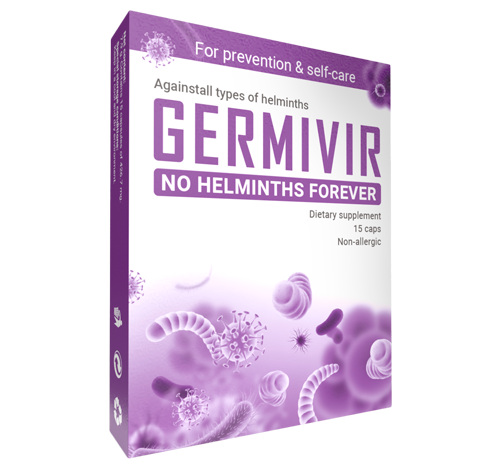 For prevention & self-care
Againstall types of helminths
GERMIVIR
NO HELMINTHS FOREVER
Dietary supplement
15 caps
Non-allergic